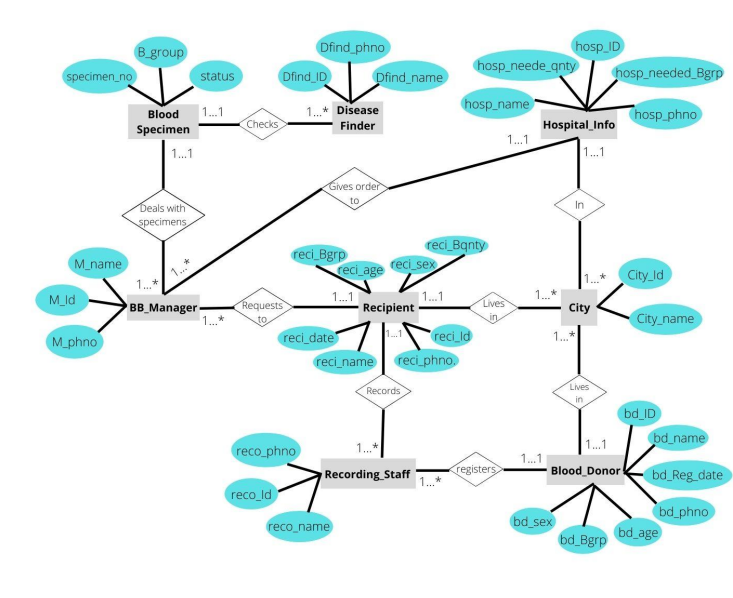 B_group
specimen_no
status
Blood
Specimen
1...1
Checks
1...*
Dfind_phno
Dfind_ID
Dfind_name
Disease
Finder
hosp_ID
hosp_neede_qnty
hosp_needed_Bgrp
hosp_name
hosp_phno
Hospital_Info
1...1
1...1
1...1
Deals with
specimens
Gives order
to
In
1...*
1...*
M_name
M_Id
M_phno
BB_Manager
1...*
Requests
to
reci_Bgrp
reci_age
reci_sex
reci_Bqnty
1...1
Recipient
1...1
reci_date
reci_name
reci_Id
reci_phno.
1...1
Lives
in
1...*
1...*
City
City_Id
City_name
1...*
Records
Lives
in
1...*
1...1
reco_phno
reco_Id
reco_name
Recording_Staff
1...*
registers
1...1
Blood_Donor
bd_ID
bd_name
bd_Reg_date
bd_phno
bd_age
bd_Bgrp
bd_sex